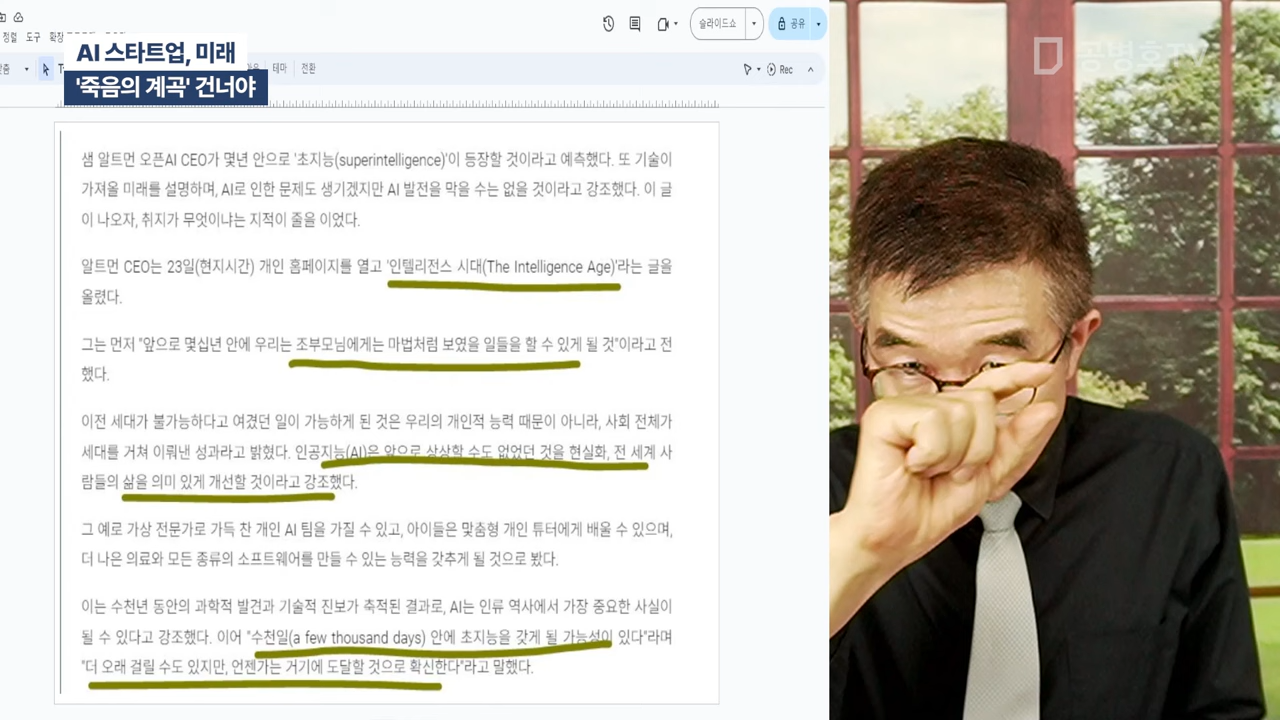 정렬 도구
슬라이드쇼
공유
AI 스타트업, 미래
'죽음의 계곡' 건너야
테마 전환
Rec
공병호TV
샘 알트먼 오픈AI CEO가 몇년 안으로 '초지능(superintelligence)'이 등장할 것이라고 예측했다. 또 기술이
가져올 미래를 설명하며, AI로 인한 문제도 생기겠지만 AI 발전을 막을 수는 없을 것이라고 강조했다. 이 글
이 나오자, 취지가 무엇이냐는 지적이 줄을 이었다.
알트먼 CEO는 23일(현지시간) 개인 홈페이지를 열고 '인텔리전스 시대(The Intelligence Age)'라는 글을
올렸다.
그는 먼저 "앞으로 몇십년 안에 우리는 조부모님에게는 마법처럼 보였을 일들을 할 수 있게 될 것"이라고 전
했다.
이전 세대가 불가능하다고 여겼던 일이 가능하게 된 것은 우리의 개인적 능력 때문이 아니라, 사회 전체가
세대를 거쳐 이뤄낸 성과라고 밝혔다. 인공지능(AI)은 앞으로 상상할 수도 없었던 것을 현실화, 전 세계 사
람들의 삶을 의미 있게 개선할 것이라고 강조했다.
그 예로 가상 전문가로 가득 찬 개인 AI 팀을 가질 수 있고, 아이들은 맞춤형 개인 튜터에게 배울 수 있으며,
더 나은 의료와 모든 종류의 소프트웨어를 만들 수 있는 능력을 갖추게 될 것으로 봤다.
이는 수천년 동안의 과학적 발견과 기술적 진보가 축적된 결과로, AI는 인류 역사에서 가장 중요한 사실이
될 수 있다고 강조했다. 이어 "수천일(a few thousand days) 안에 초지능을 갖게 될 가능성이 있다"라며
"더 오래 걸릴 수도 있지만, 언젠가는 거기에 도달할 것으로 확신한다"라고 말했다.